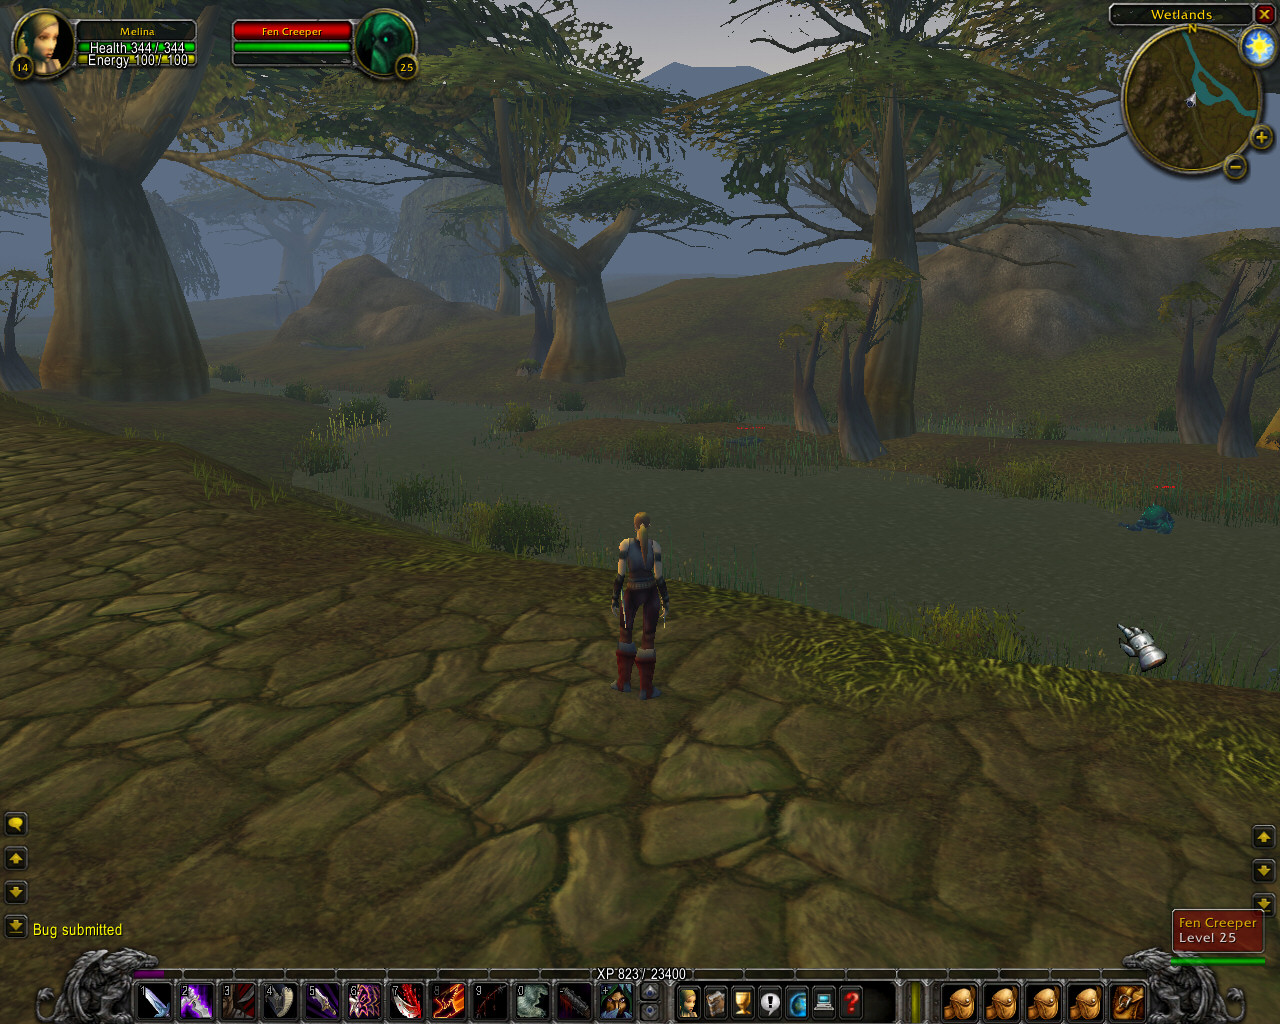 Melina
Health 344 / 344
Energy 100 / 100
14
Fen Creeper
25
Wetlands
N
Bug submitted
Fen Creeper
Level 25
XP 823 / 23400
1
2
3
4
5
6
7
8
9
0
-
+